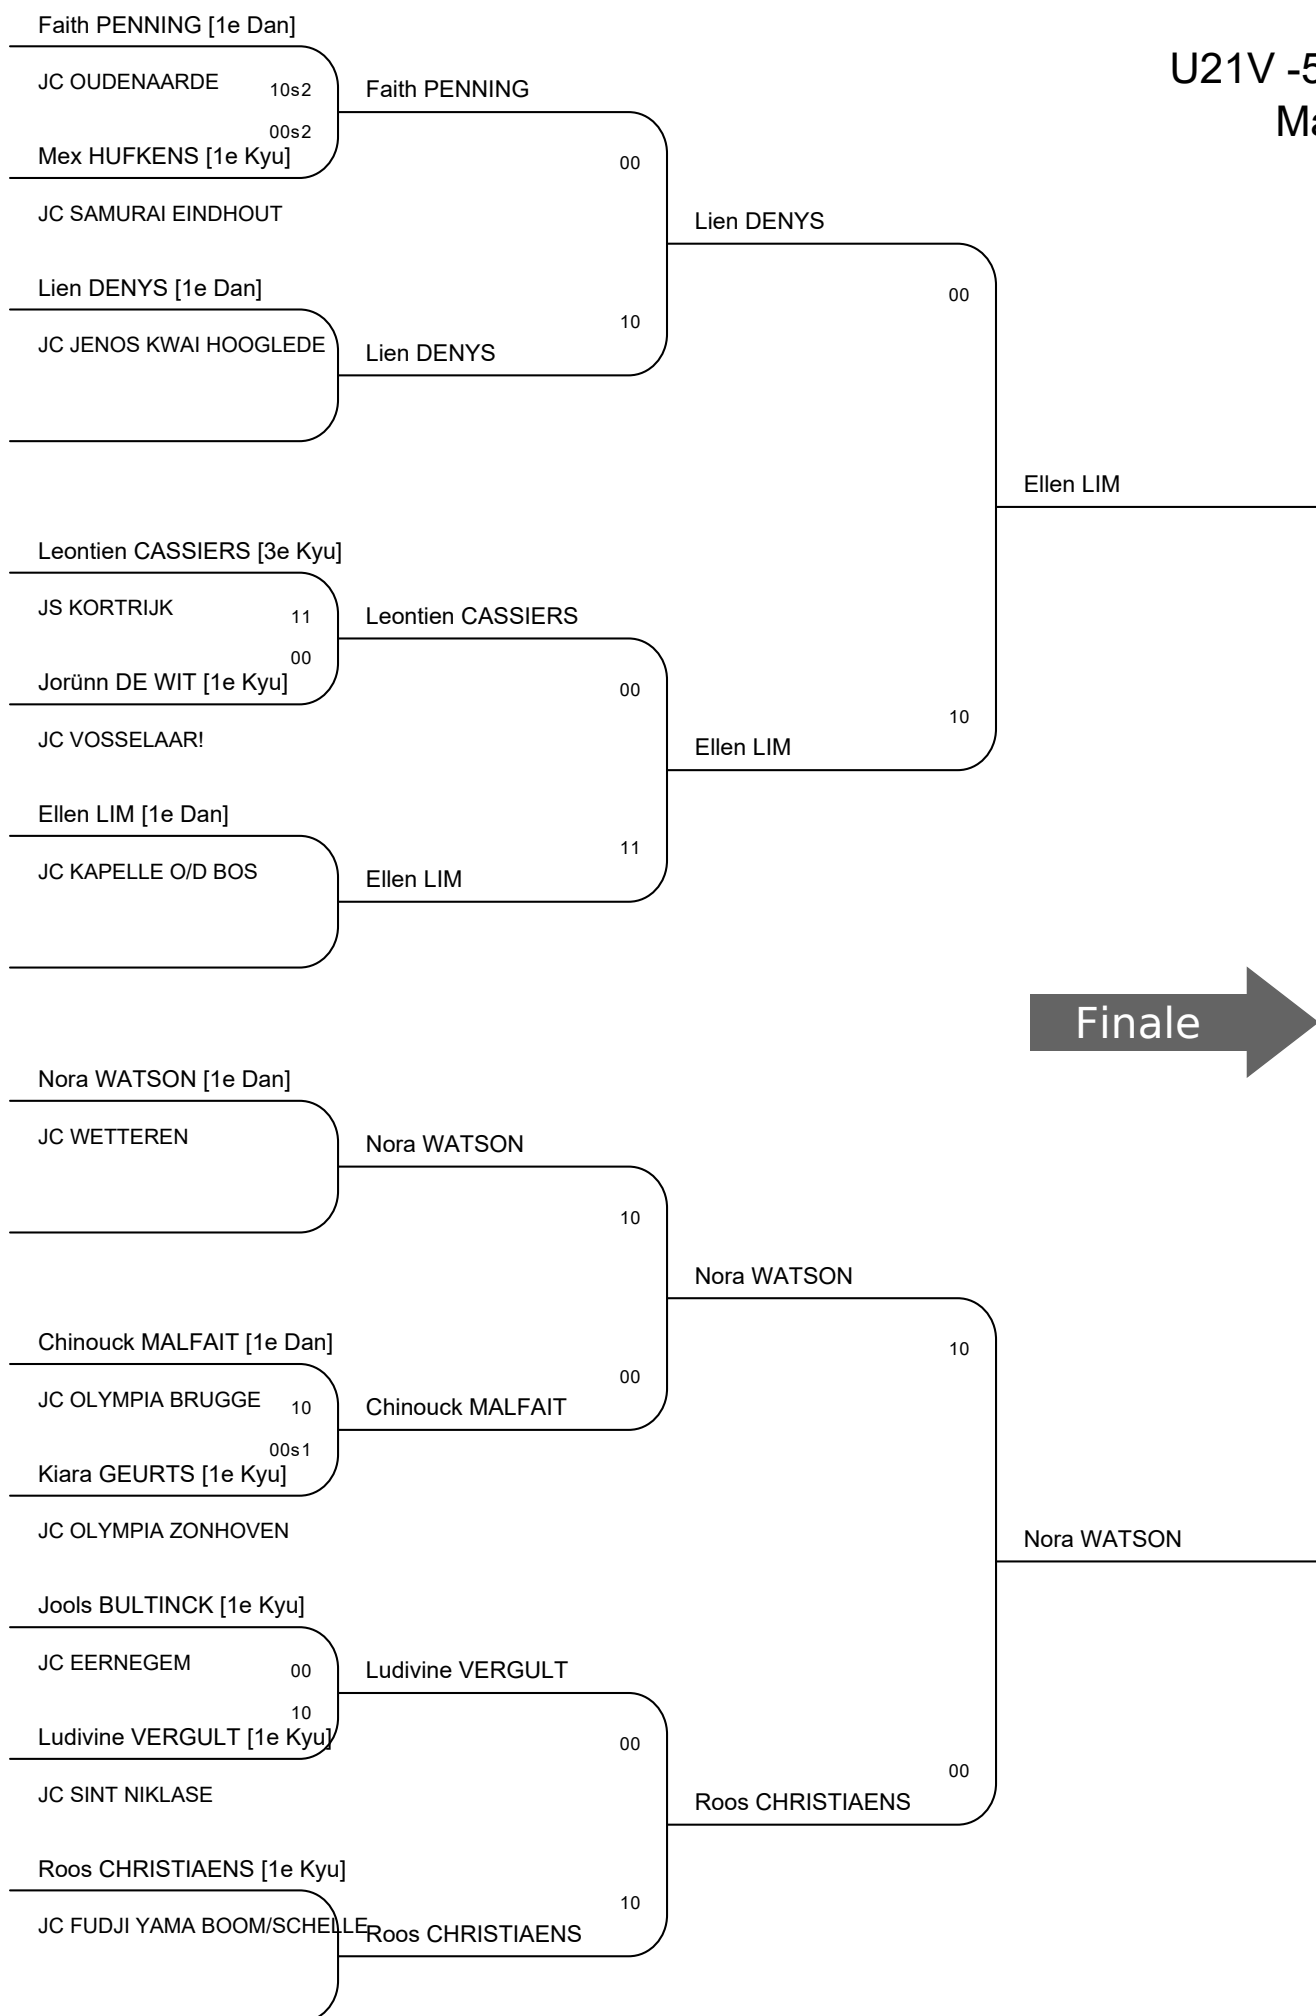 Faith PENNING [1e Dan]
JC OUDENAARDE
10s2
00s2
Mex HUFKENS [1e Kyu]
JC SAMURAI EINDHOUT
Lien DENYS [1e Dan]
JC JENOS KWAI HOOGLEDE
Leontien CASSIERS [3e Kyu]
JS KORTRIJK
11
00
Jorünn DE WIT [1e Kyu]
JC VOSSELAAR!
Ellen LIM [1e Dan]
JC KAPELLE O/D BOS
Nora WATSON [1e Dan]
JC WETTEREN
Chinouck MALFAIT [1e Dan]
JC OLYMPIA BRUGGE
10
00s1
Kiara GEURTS [1e Kyu]
JC OLYMPIA ZONHOVEN
Jools BULTINCK [1e Kyu]
JC EERNEGEM
00
10
Ludivine VERGULT [1e Kyu]
JC SINT NIKLASE
Roos CHRISTIAENS [1e Kyu]
JC FUDJI YAMA BOOM/SCHELLE
Faith PENNING
00
10
Lien DENYS
Leontien CASSIERS
00
11
Ellen LIM
Nora WATSON
10
00
Chinouck MALFAIT
Ludivine VERGULT
00
10
Roos CHRISTIAENS
Lien DENYS
00
10
Ellen LIM
Nora WATSON
10
00
Roos CHRISTIAENS
U21V -5
Ma
Ellen LIM
Finale
Nora WATSON